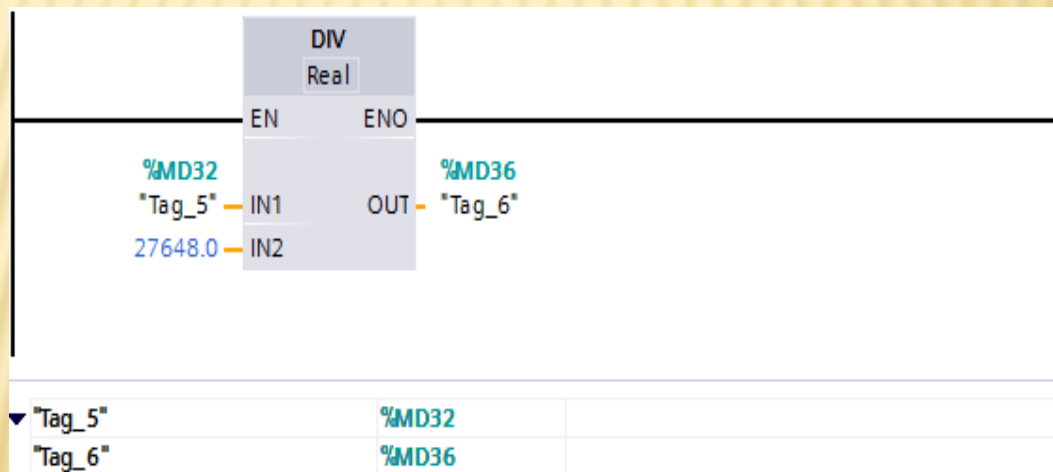 DIV
Real
EN ENO
%MD32 %MD36
"Tag_5" IN1 OUT "Tag_6"
27648.0 IN2
"Tag_5" %MD32
"Tag_6" %MD36